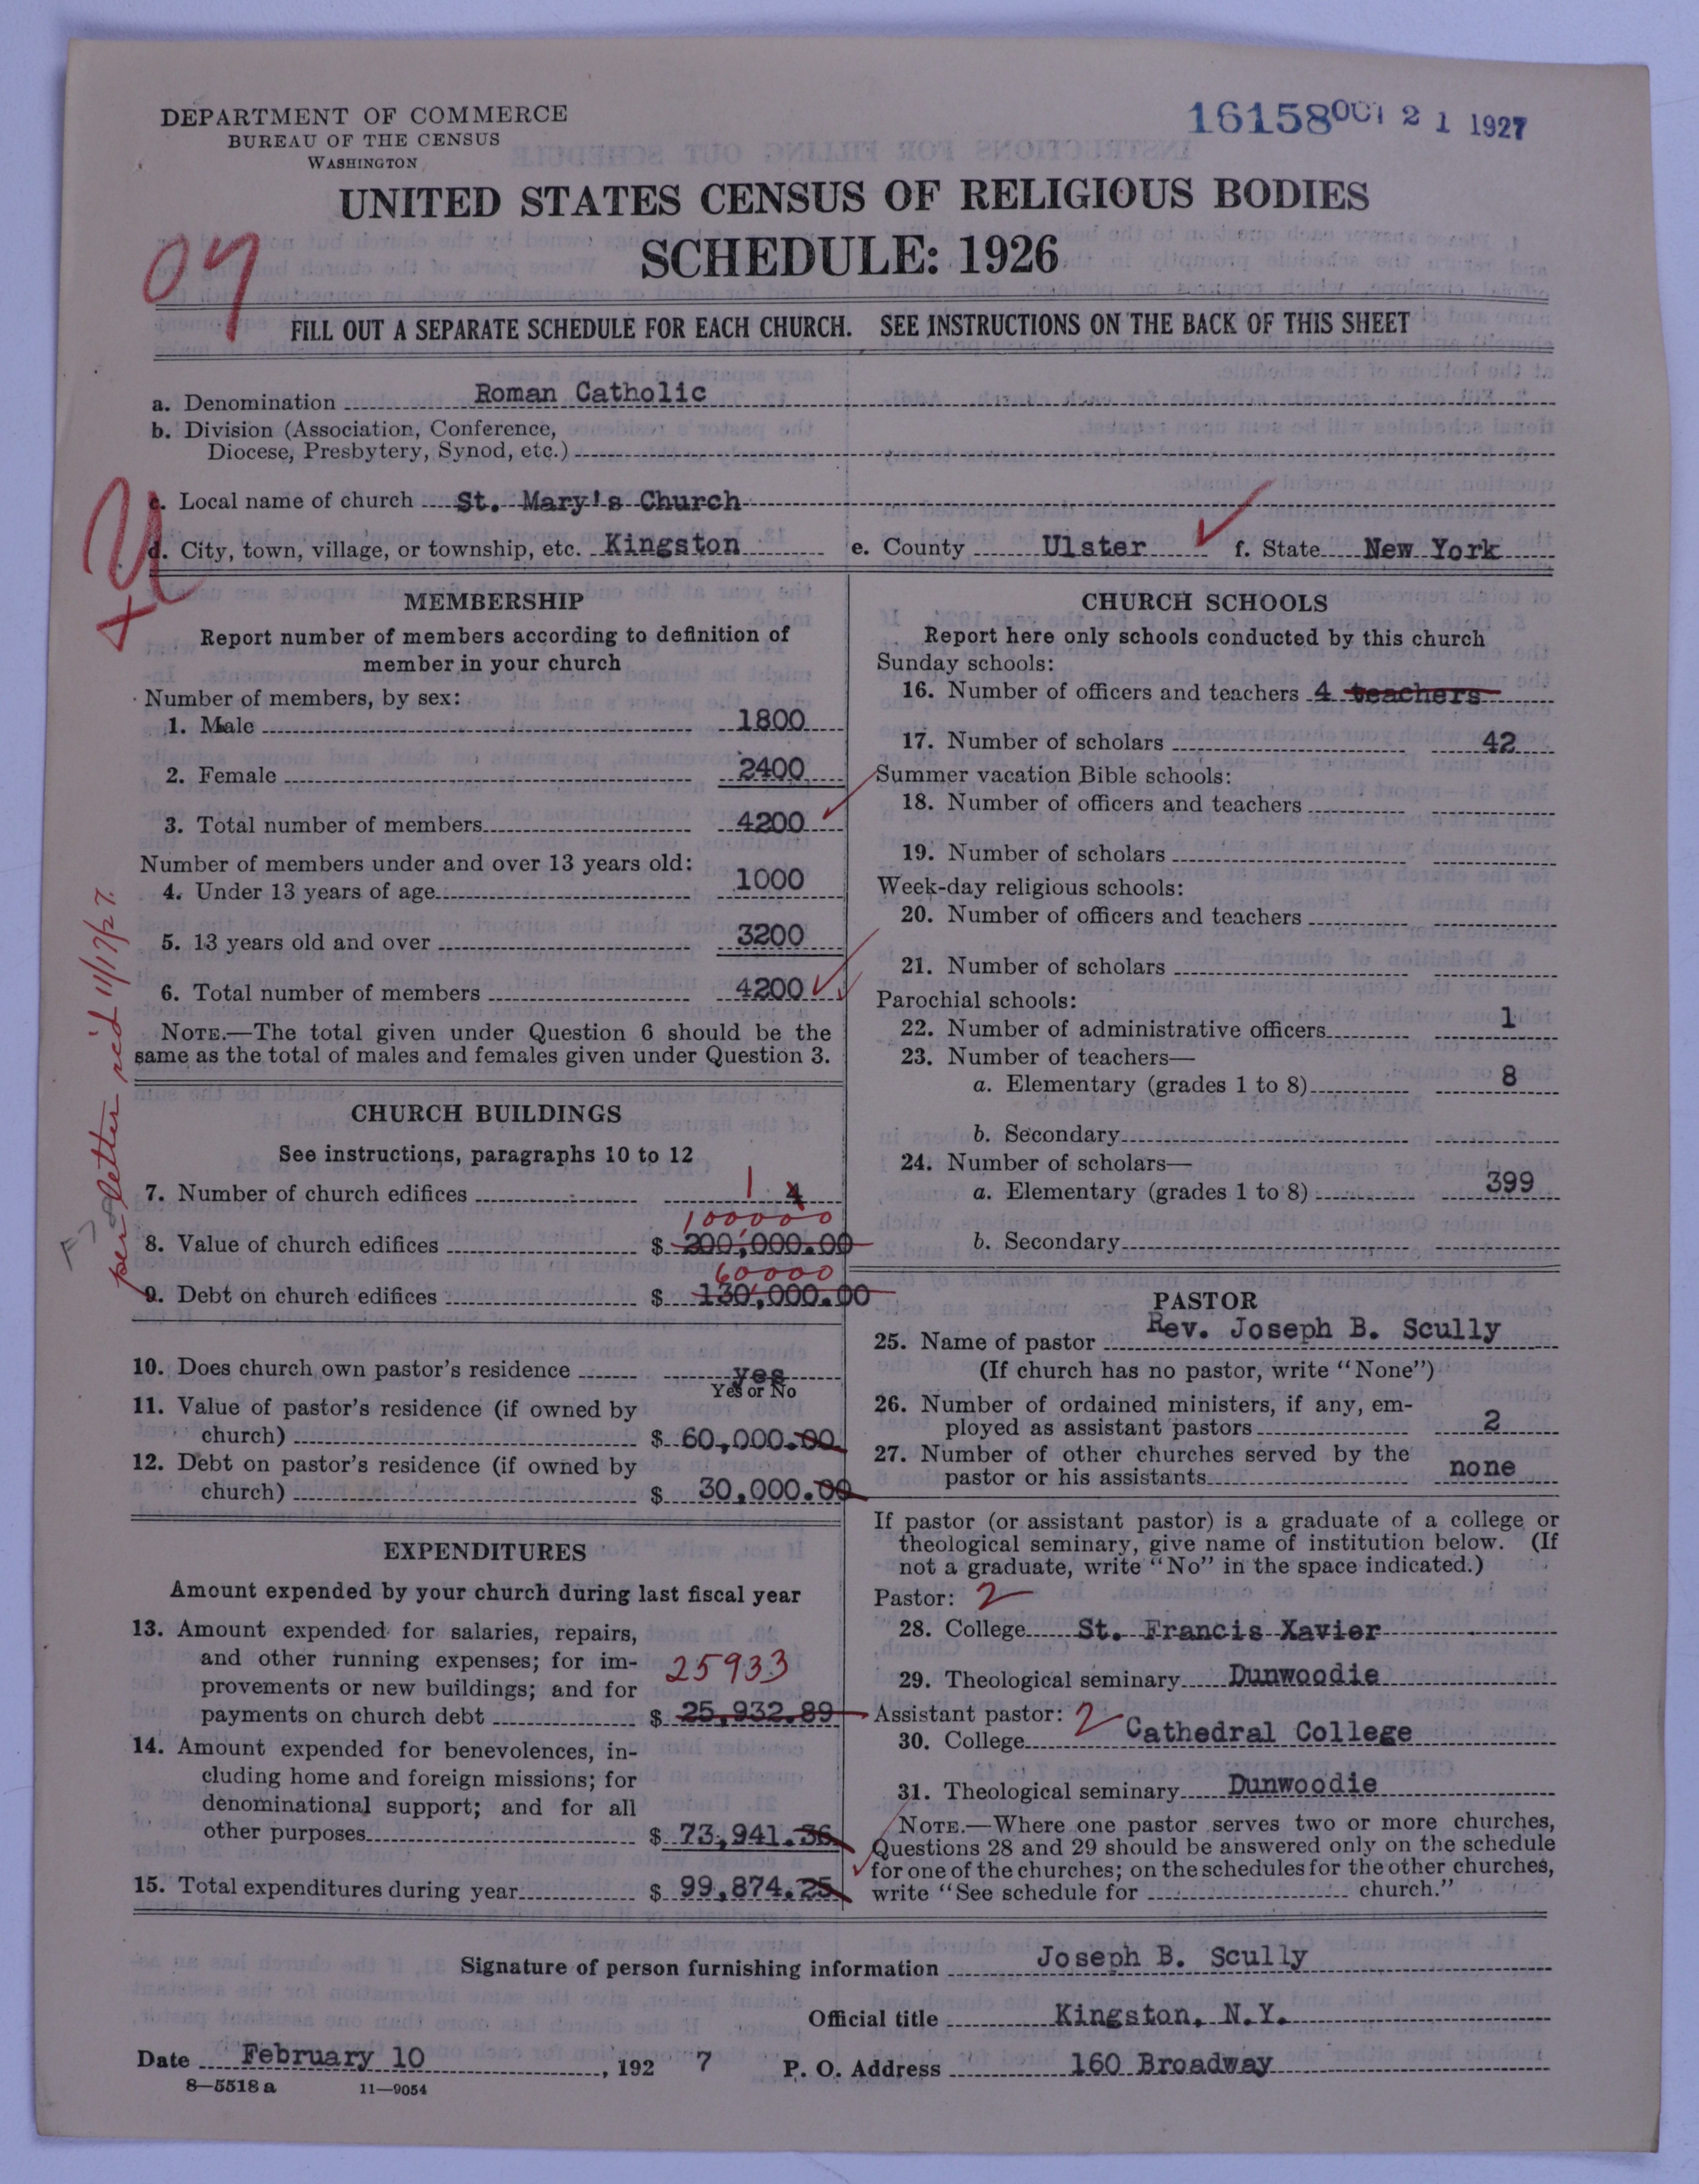 DEPARTMENT OF COMMERCE
BUREAU OF THE CENSUS
WASHINGTON
16158 OCT 21 1927
UNITED STATES CENSUS OF RELIGIOUS BODIES
SCHEDULE: 1926
FILL OUT A SEPARATE SCHEDULE FOR EACH CHURCH. SEE INSTRUCTIONS ON THE BACK OF THIS SHEET
a. Denomination Roman Catholic
b. Division (Association, Conference,
Diocese, Presbytery, Synod, etc.)
c. Local name of church St. Mary's Church
d. City, town, village, or township, etc. Kingston e. County Ulster f. State New York
MEMBERSHIP
Report number of members according to definition of
member in your church
Number of members, by sex:
1. Male 1800
2. Female 2400
3. Total number of members 4200
Number of members under and over 13 years old:
4. Under 13 years of age 1000
5. 13 years old and over 3200
6. Total number of members 4200
NOTE.—The total given under Question 6 should be the
same as the total of males and females given under Question 3.
per letter rec'd 11/17/27.
CHURCH BUILDINGS
See instructions, paragraphs 10 to 12
7. Number of church edifices 1 4
100000
8. Value of church edifices $ 200,000.00
60000
9. Debt on church edifices $ 130,000.00
10. Does church own pastor's residence yes
Yes or No
11. Value of pastor's residence (if owned by
church) $ 60,000.00
12. Debt on pastor's residence (if owned by
church) $ 30,000.00
EXPENDITURES
Amount expended by your church during last fiscal year
13. Amount expended for salaries, repairs,
and other running expenses; for im-
provements or new buildings; and for
25933
payments on church debt $ 25,932.89
14. Amount expended for benevolences, in-
cluding home and foreign missions; for
denominational support; and for all
other purposes $ 73,941.36
15. Total expenditures during year $ 99,874.25
CHURCH SCHOOLS
Report here only schools conducted by this church
Sunday schools:
16. Number of officers and teachers 4 teachers
17. Number of scholars 42
Summer vacation Bible schools:
18. Number of officers and teachers
19. Number of scholars
Week-day religious schools:
20. Number of officers and teachers
21. Number of scholars
Parochial schools:
22. Number of administrative officers 1
23. Number of teachers—
a. Elementary (grades 1 to 8) 8
b. Secondary
24. Number of scholars—
a. Elementary (grades 1 to 8) 399
b. Secondary
PASTOR
25. Name of pastor Rev. Joseph B. Scully
(If church has no pastor, write "None")
26. Number of ordained ministers, if any, em-
ployed as assistant pastors 2
27. Number of other churches served by the
pastor or his assistants none
If pastor (or assistant pastor) is a graduate of a college or
theological seminary, give name of institution below. (If
not a graduate, write "No" in the space indicated.)
Pastor: 2
28. College St. Francis Xavier
29. Theological seminary Dunwoodie
Assistant pastor: 2
30. College Cathedral College
31. Theological seminary Dunwoodie
NOTE.—Where one pastor serves two or more churches,
Questions 28 and 29 should be answered only on the schedule
for one of the churches; on the schedules for the other churches,
write "See schedule for church."
Signature of person furnishing information Joseph B. Scully
Official title Kingston, N.Y.
Date February 10, 1927 P. O. Address 160 Broadway
8—5518 a 11—9054